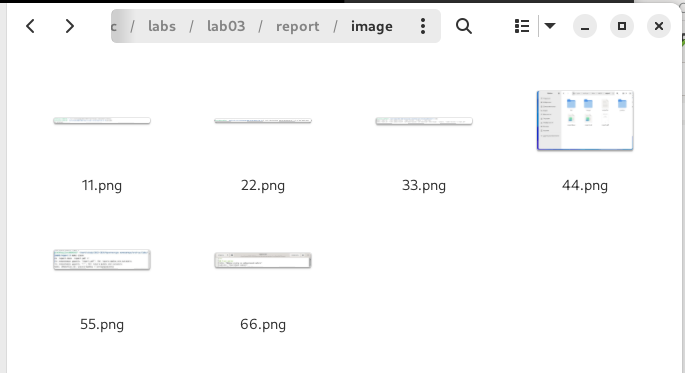 c / labs / lab03 / report / image
11.png 22.png 33.png 44.png
55.png 66.png